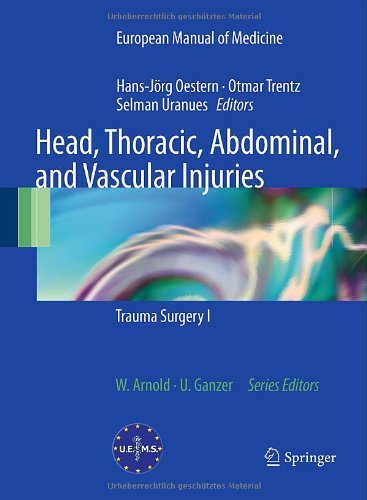 Urheberrechtlich geschütztes Material
European Manual of Medicine
Hans-Jörg Oestern · Otmar Trentz
Selman Uranues Editors
Head, Thoracic, Abdominal,
and Vascular Injuries
Trauma Surgery I
W. Arnold · U. Ganzer Series Editors
U.E.M.S.
Springer
Urheberrechtlich geschütztes Material